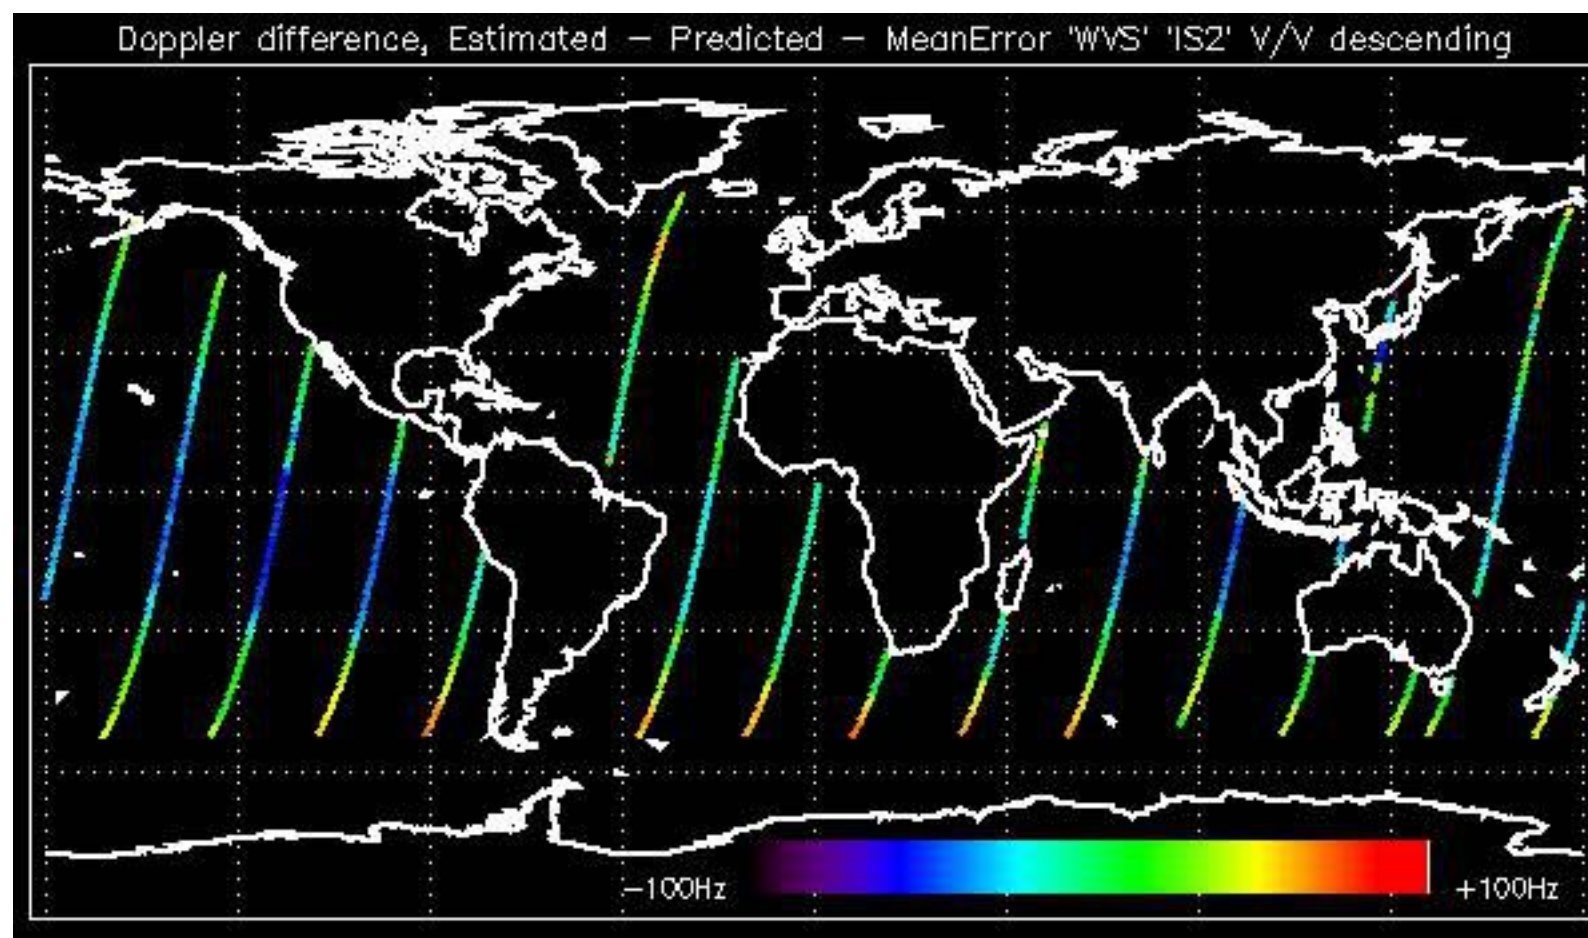 Doppler difference, Estimated – Predicted – MeanError 'WVS' 'IS2' V/V descending
–100Hz +100Hz